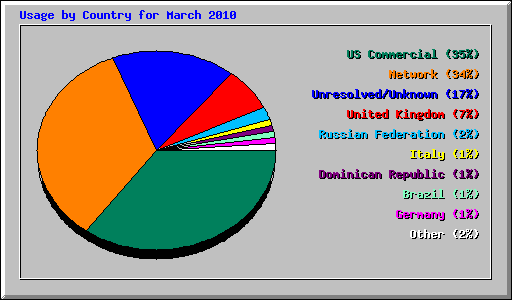 Usage by Country for March 2010
US Commercial (35%)
Network (34%)
Unresolved/Unknown (17%)
United Kingdom (7%)
Russian Federation (2%)
Italy (1%)
Dominican Republic (1%)
Brazil (1%)
Germany (1%)
Other (2%)